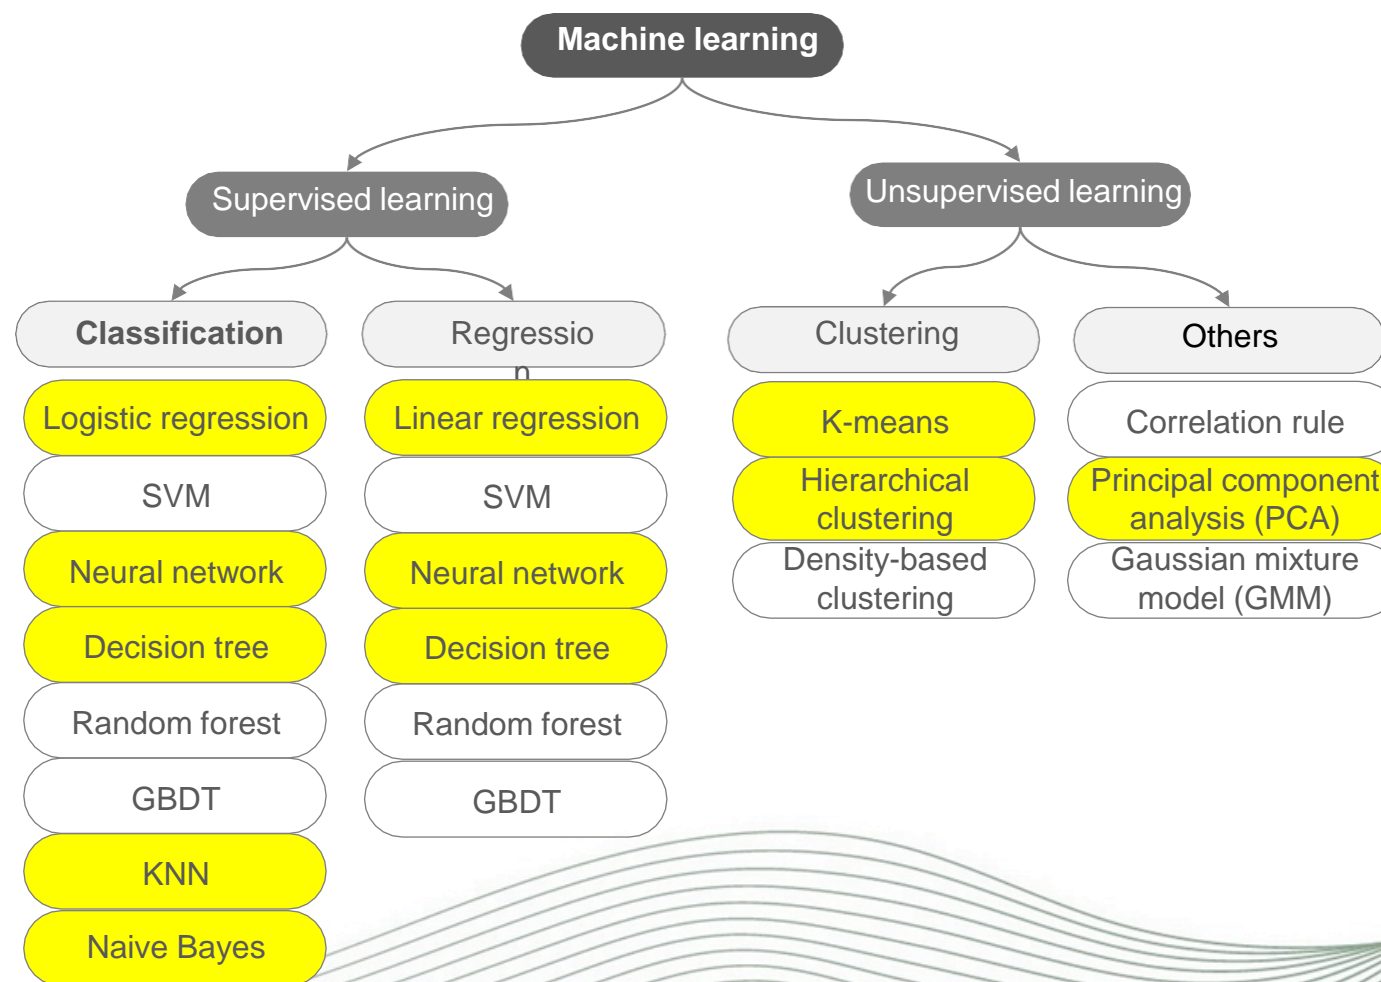 Machine learning
Supervised learning
Unsupervised learning
Classification
Regressio
n
Clustering
Others
Logistic regression
SVM
Neural network
Decision tree
Random forest
GBDT
KNN
Naive Bayes
Linear regression
SVM
Neural network
Decision tree
Random forest
GBDT
K-means
Hierarchical
clustering
Density-based
clustering
Correlation rule
Principal component
analysis (PCA)
Gaussian mixture
model (GMM)